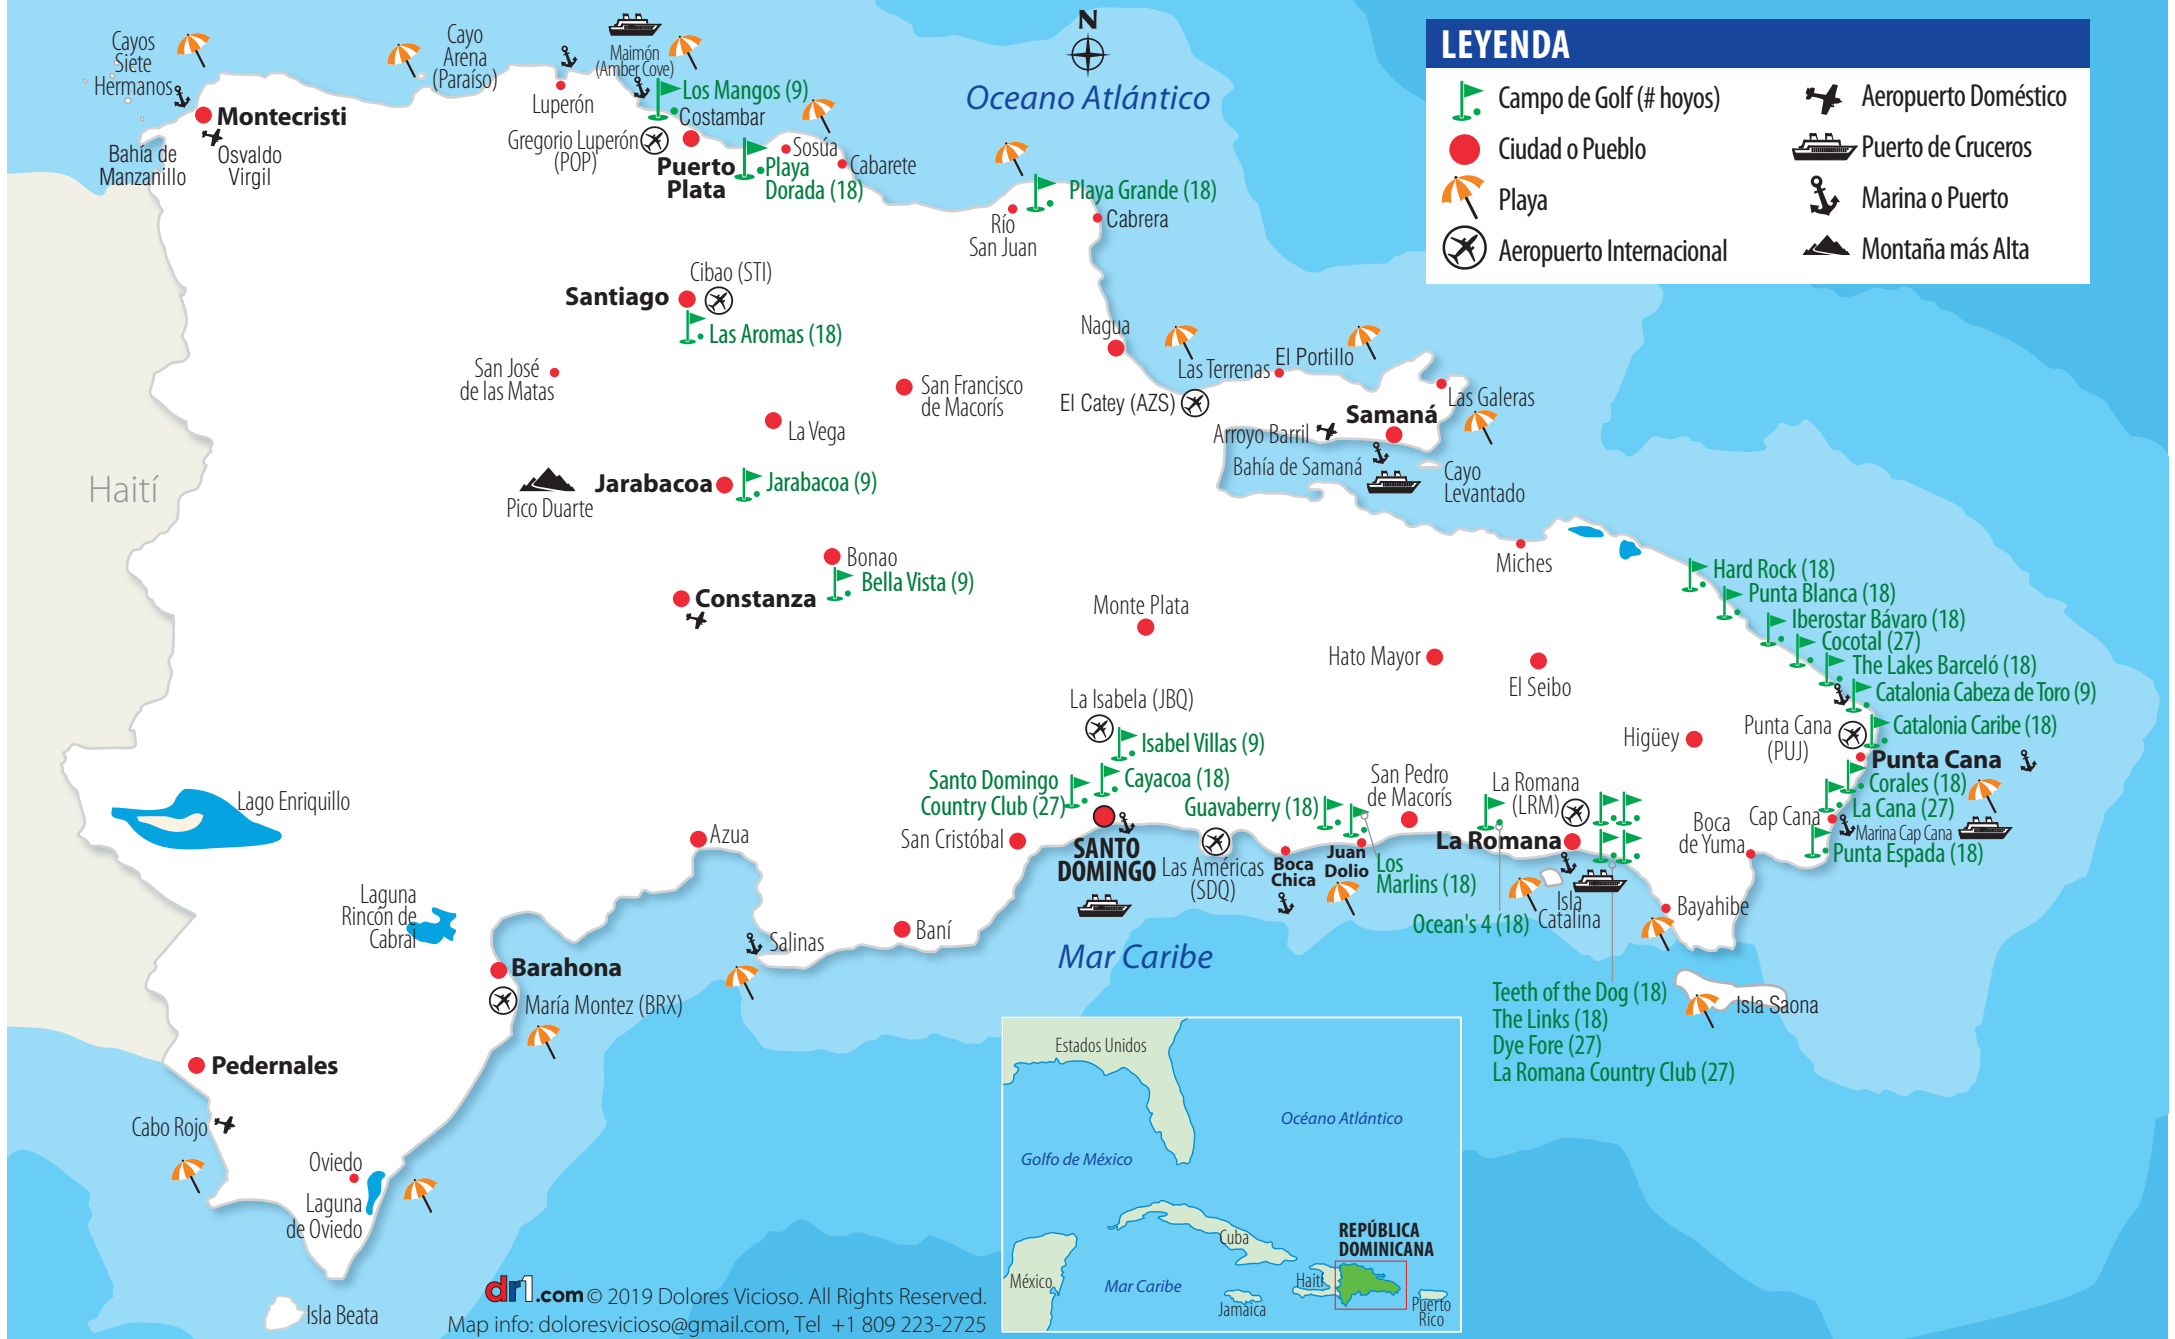 N
Oceano Atlántico
LEYENDA
Campo de Golf (# hoyos)
Ciudad o Pueblo
Playa
Aeropuerto Internacional
Aeropuerto Doméstico
Puerto de Cruceros
Marina o Puerto
Montaña más Alta
Cayos
Siete
Hermanos
Cayo
Arena
(Paraíso)
Maimón
(Amber Cove)
Luperón
Los Mangos (9)
Costambar
Montecristi
Osvaldo
Virgil
Bahía de
Manzanillo
Gregorio Luperón
(POP)
Puerto
Plata
Playa
Dorada (18)
Sosúa
Cabarete
Playa Grande (18)
Río
San Juan
Cabrera
Cibao (STI)
Santiago
Las Aromas (18)
San José
de las Matas
San Francisco
de Macorís
La Vega
Nagua
Las Terrenas
El Portillo
El Catey (AZS)
Las Galeras
Samaná
Arroyo Barril
Bahía de Samaná
Cayo
Levantado
Haití
Pico Duarte
Jarabacoa
Jarabacoa (9)
Bonao
Bella Vista (9)
Constanza
Monte Plata
Miches
Hato Mayor
El Seibo
Higüey
Hard Rock (18)
Punta Blanca (18)
Iberostar Bávaro (18)
Cocotal (27)
The Lakes Barceló (18)
Catalonia Cabeza de Toro (9)
Catalonia Caribe (18)
Punta Cana
(PUJ)
Punta Cana
Corales (18)
La Cana (27)
Cap Cana
Marina Cap Cana
Punta Espada (18)
Boca
de Yuma
La Isabela (JBQ)
Isabel Villas (9)
Cayacoa (18)
Santo Domingo
Country Club (27)
Guavaberry (18)
San Pedro
de Macorís
La Romana
(LRM)
La Romana
San Cristóbal
SANTO
DOMINGO
Las Américas
(SDQ)
Boca
Chica
Juan
Dolio
Los
Marlins (18)
Ocean's 4 (18)
Isla
Catalina
Bayahibe
Isla Saona
Teeth of the Dog (18)
The Links (18)
Dye Fore (27)
La Romana Country Club (27)
Lago Enriquillo
Azua
Laguna
Rincón de
Cabral
Baní
Salinas
Mar Caribe
Barahona
María Montez (BRX)
Pedernales
Cabo Rojo
Oviedo
Laguna
de Oviedo
Isla Beata
Estados Unidos
Océano Atlántico
Golfo de México
Cuba
REPÚBLICA
DOMINICANA
México
Mar Caribe
Haití
Jamaica
Puerto
Rico
dr1.com © 2019 Dolores Vicioso. All Rights Reserved.
Map info: doloresvicioso@gmail.com, Tel +1 809 223-2725